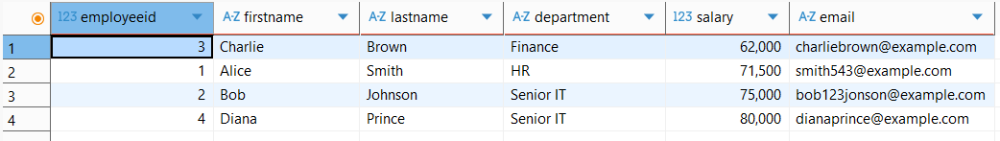 123 employeeid A-Z firstname A-Z lastname A-Z department 123 salary A-Z email
1 3 Charlie Brown Finance 62,000 charliebrown@example.com
2 1 Alice Smith HR 71,500 smith543@example.com
3 2 Bob Johnson Senior IT 75,000 bob123jonson@example.com
4 4 Diana Prince Senior IT 80,000 dianaprince@example.com